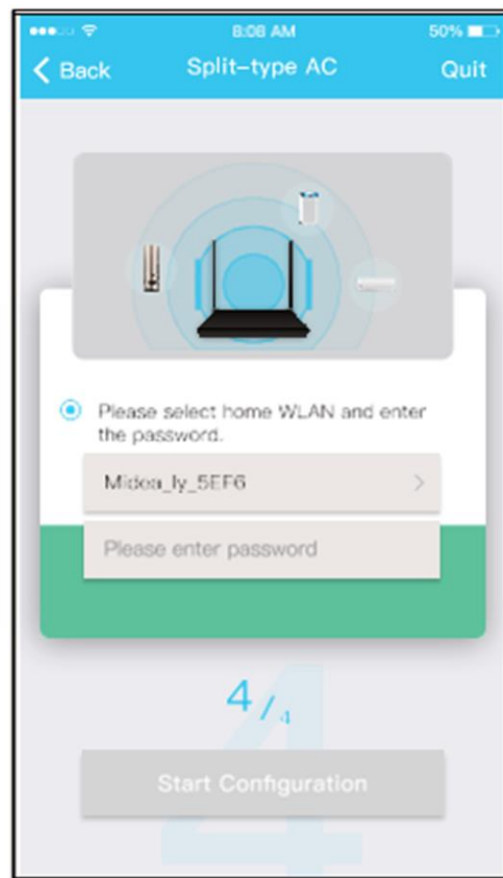 8:08 AM
50%
Back
Split-type AC
Quit
Please select home WLAN and enter
the password.
Midea_ly_5EF6
Please enter password
4/4
Start Configuration
4